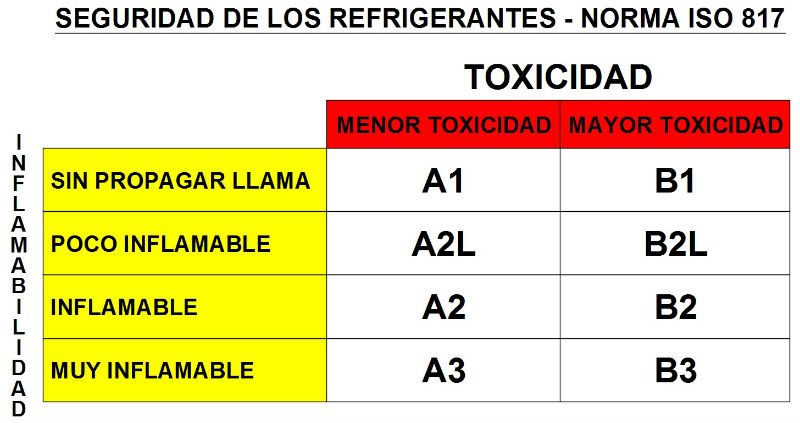 SEGURIDAD DE LOS REFRIGERANTES - NORMA ISO 817
TOXICIDAD
MENOR TOXICIDAD MAYOR TOXICIDAD
INFLAMABILIDAD
SIN PROPAGAR LLAMA A1 B1
POCO INFLAMABLE A2L B2L
INFLAMABLE A2 B2
MUY INFLAMABLE A3 B3